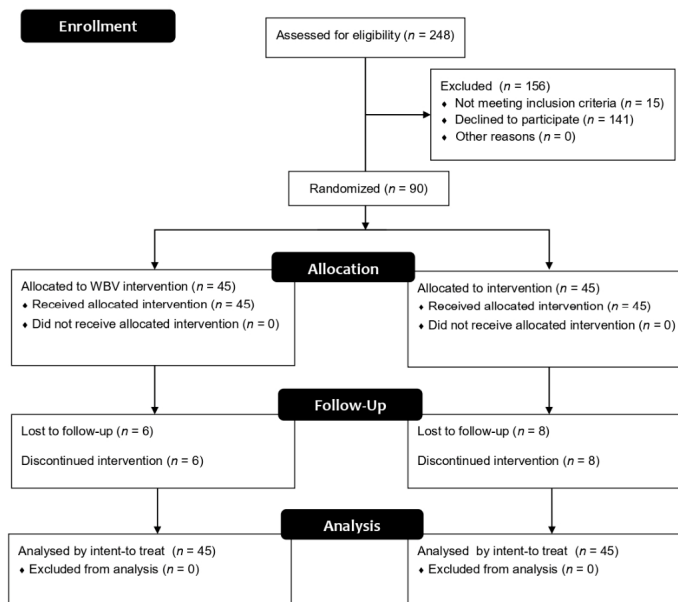 Enrollment
Assessed for eligibility (n = 248)
Excluded (n = 156)
♦ Not meeting inclusion criteria (n = 15)
♦ Declined to participate (n = 141)
♦ Other reasons (n = 0)
Randomized (n = 90)
Allocation
Allocated to WBV intervention (n = 45)
♦ Received allocated intervention (n = 45)
♦ Did not receive allocated intervention (n = 0)
Allocated to intervention (n = 45)
♦ Received allocated intervention (n = 45)
♦ Did not receive allocated intervention (n = 0)
Follow-Up
Lost to follow-up (n = 6)
Discontinued intervention (n = 6)
Lost to follow-up (n = 8)
Discontinued intervention (n = 8)
Analysis
Analysed by intent-to treat (n = 45)
♦ Excluded from analysis (n = 0)
Analysed by intent-to treat (n = 45)
♦ Excluded from analysis (n = 0)